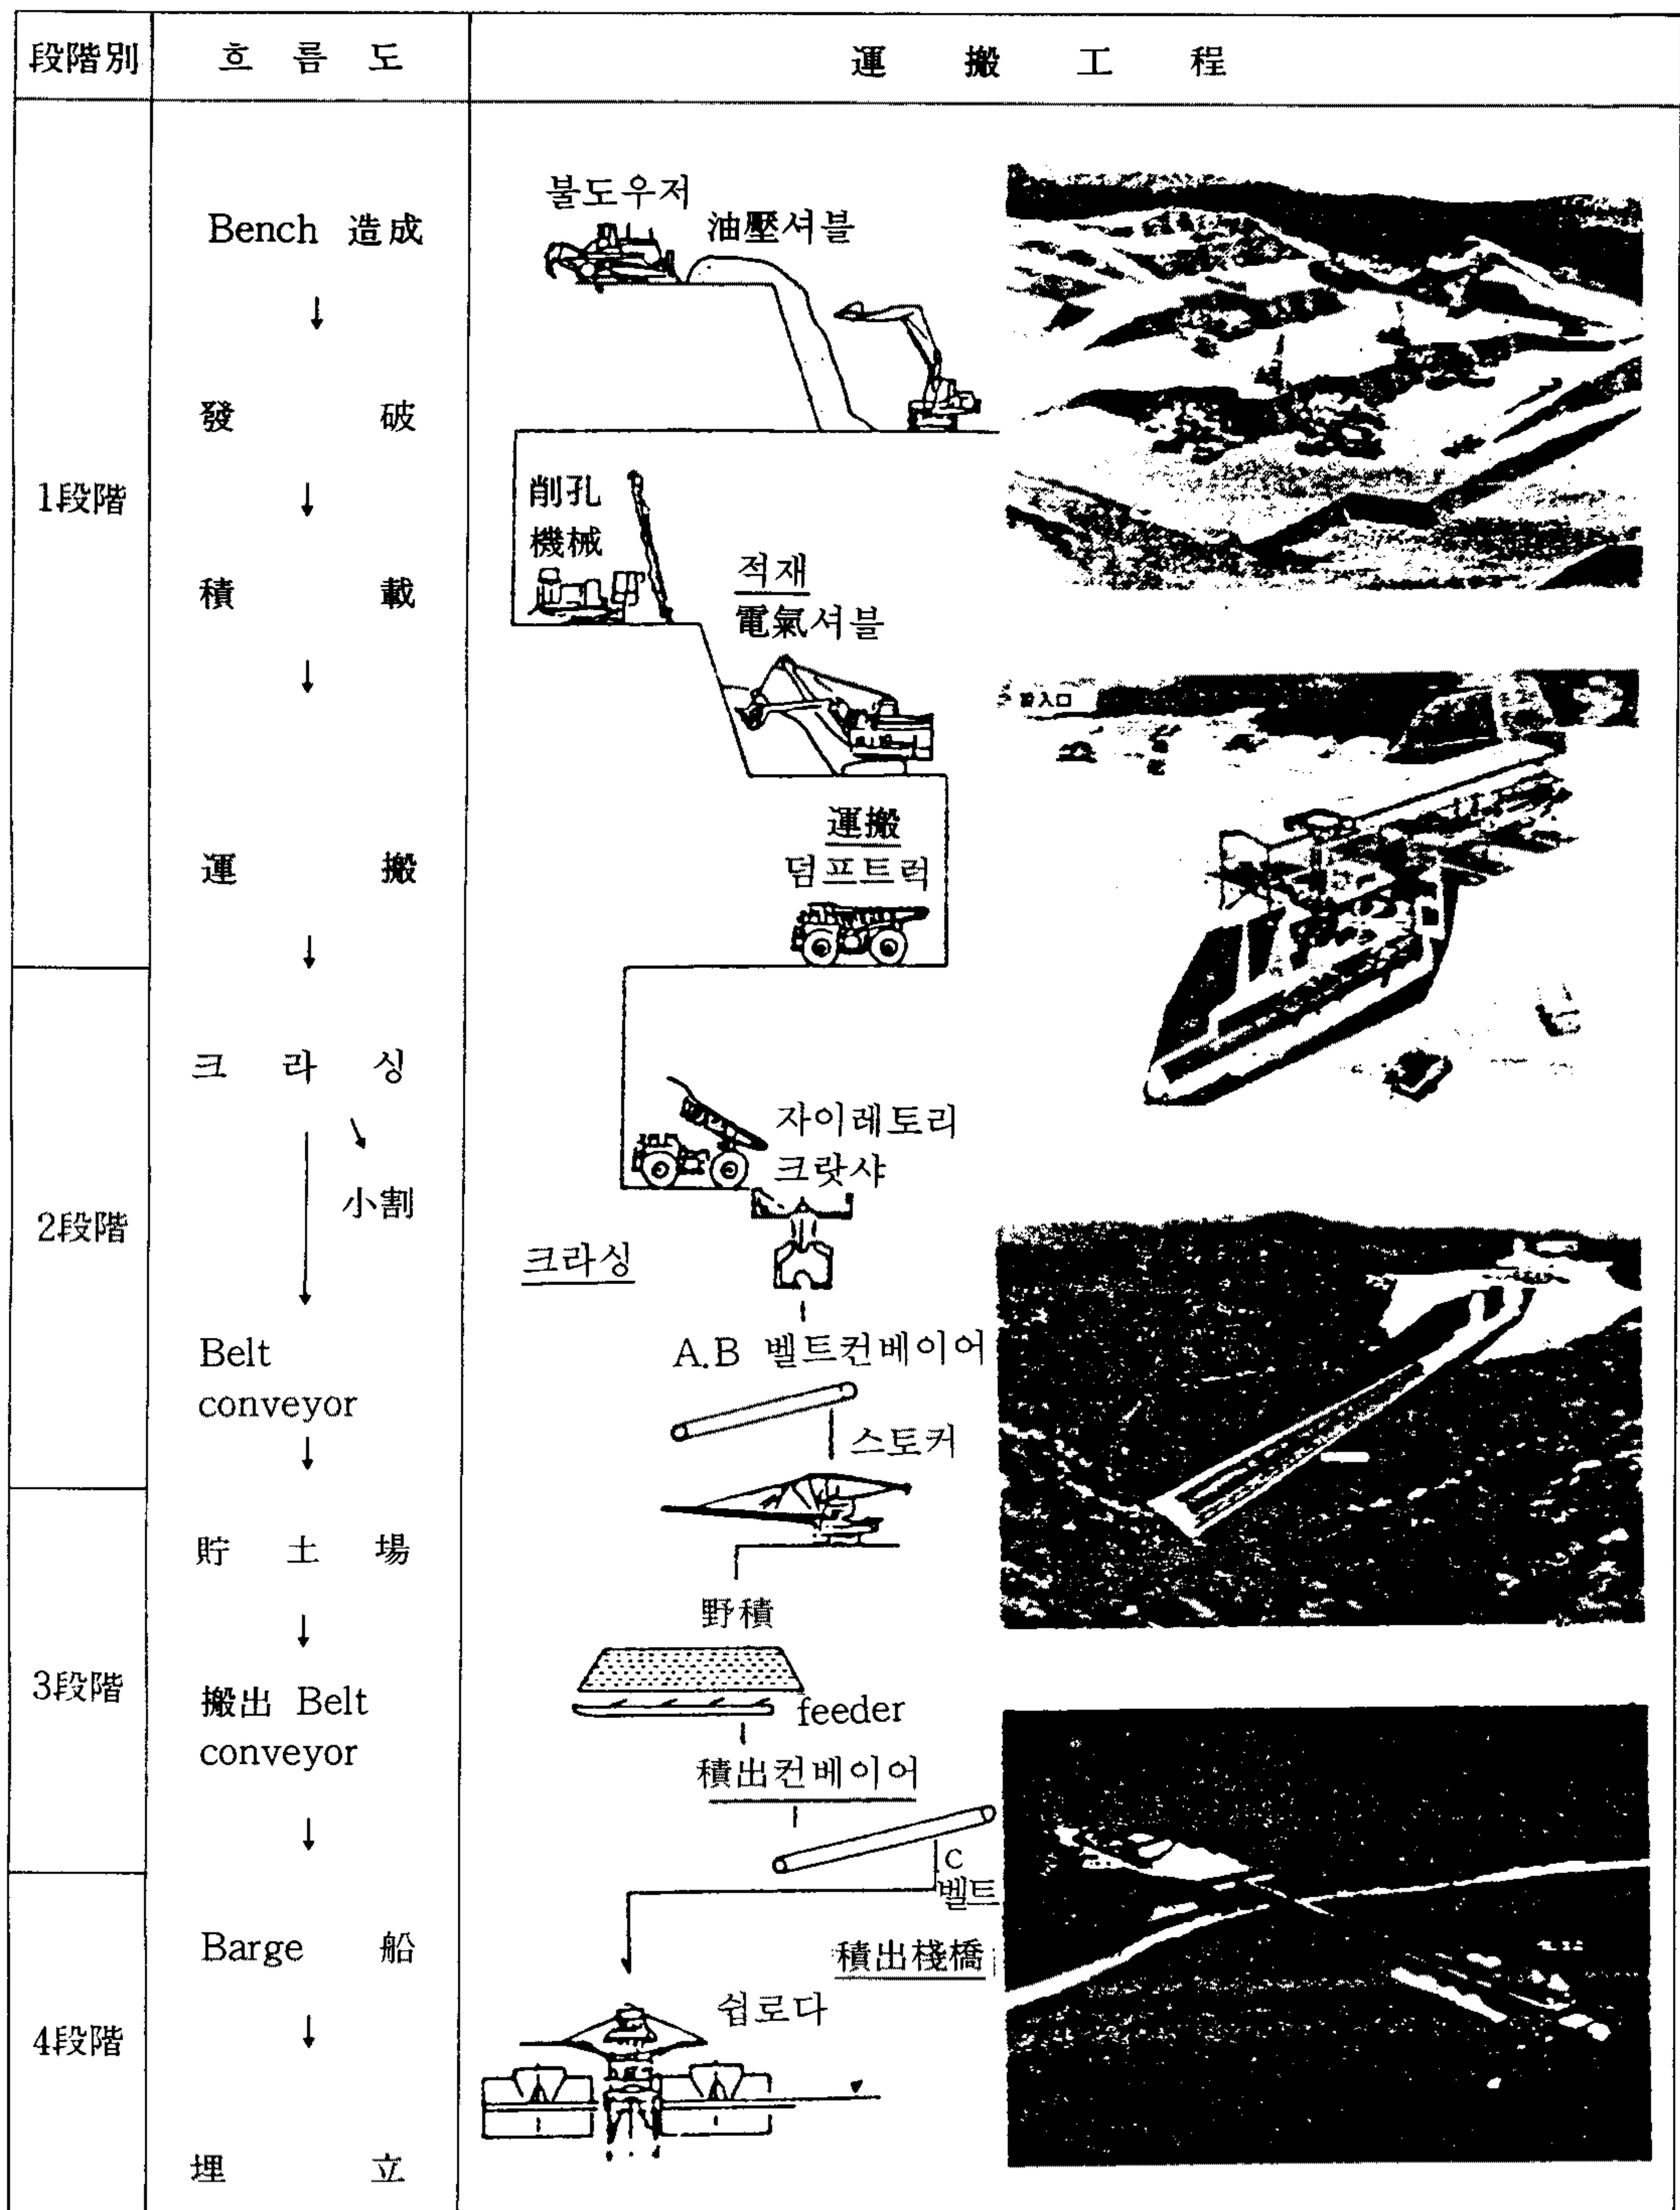 段階別 흐름도 運搬工程
1段階
Bench 造成
↓
發破
↓
積載
↓
運搬
↓
불도우저
油壓셔블
削孔
機械
적재
電氣셔블
運搬
덤프트럭
2段階
크라싱
↘
小割
↓
Belt
conveyor
↓
자이레토리
크랏샤
크라싱
A.B 벨트컨베이어
스토커
3段階
貯土場
↓
搬出 Belt
conveyor
↓
野積
feeder
積出컨베이어
C
벨트
4段階
Barge 船
↓
埋立
積出棧橋
쉽로다